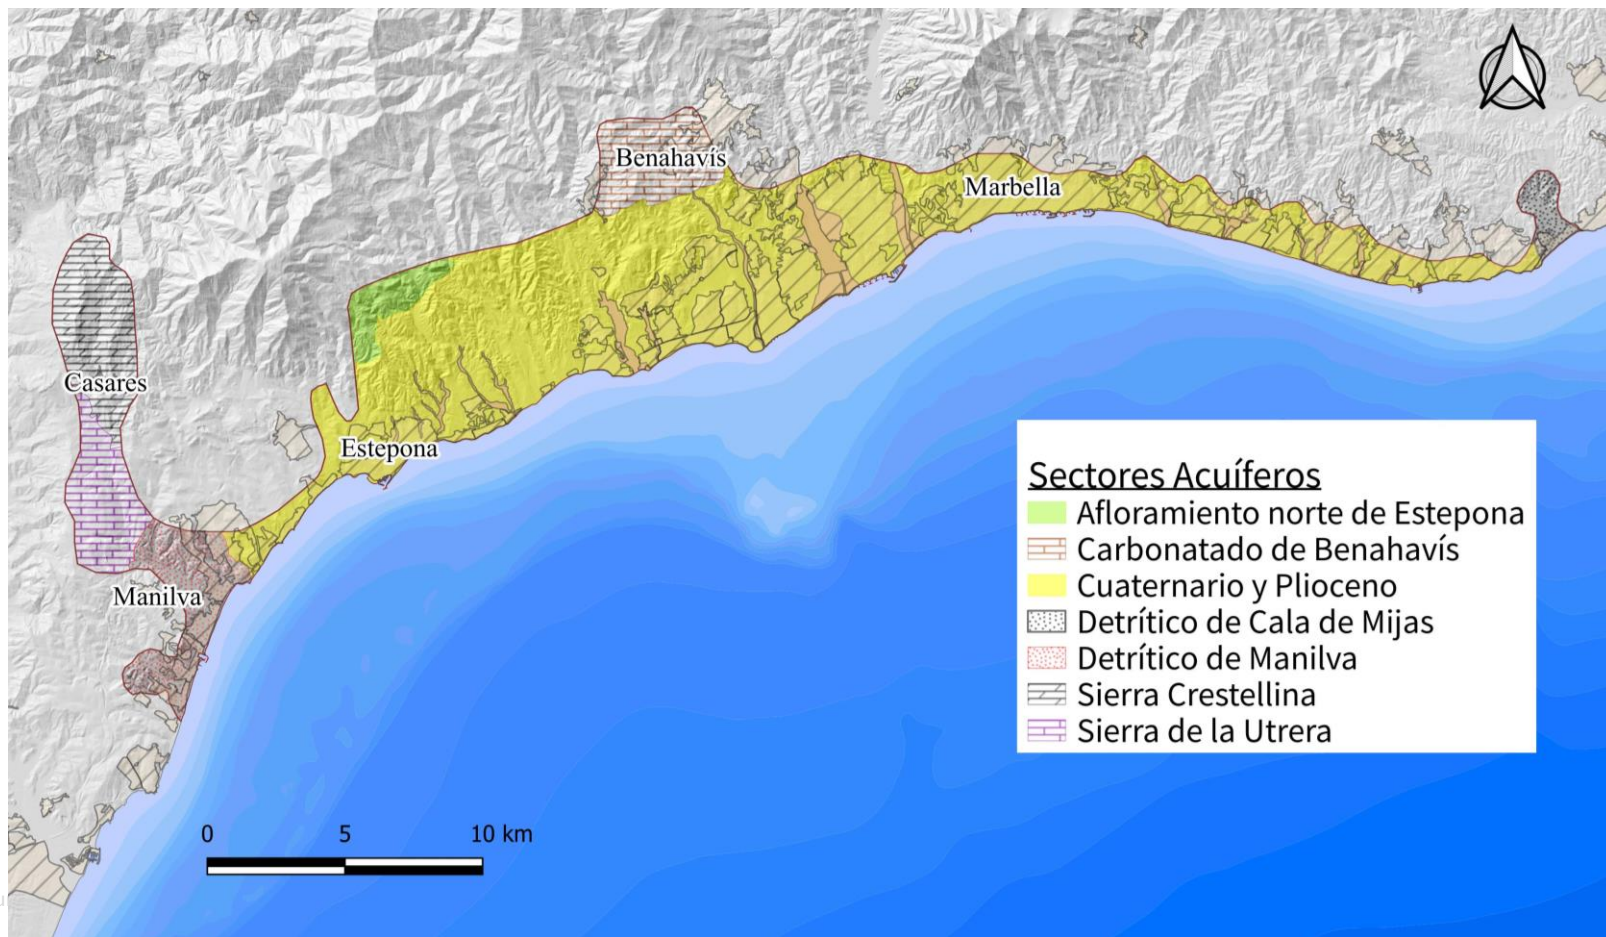 Benahavís
Marbella
Casares
Estepona
Manilva
Sectores Acuíferos
Afloramiento norte de Estepona
Carbonatado de Benahavís
Cuaternario y Plioceno
Detrítico de Cala de Mijas
Detrítico de Manilva
Sierra Crestellina
Sierra de la Utrera
0 5 10 km